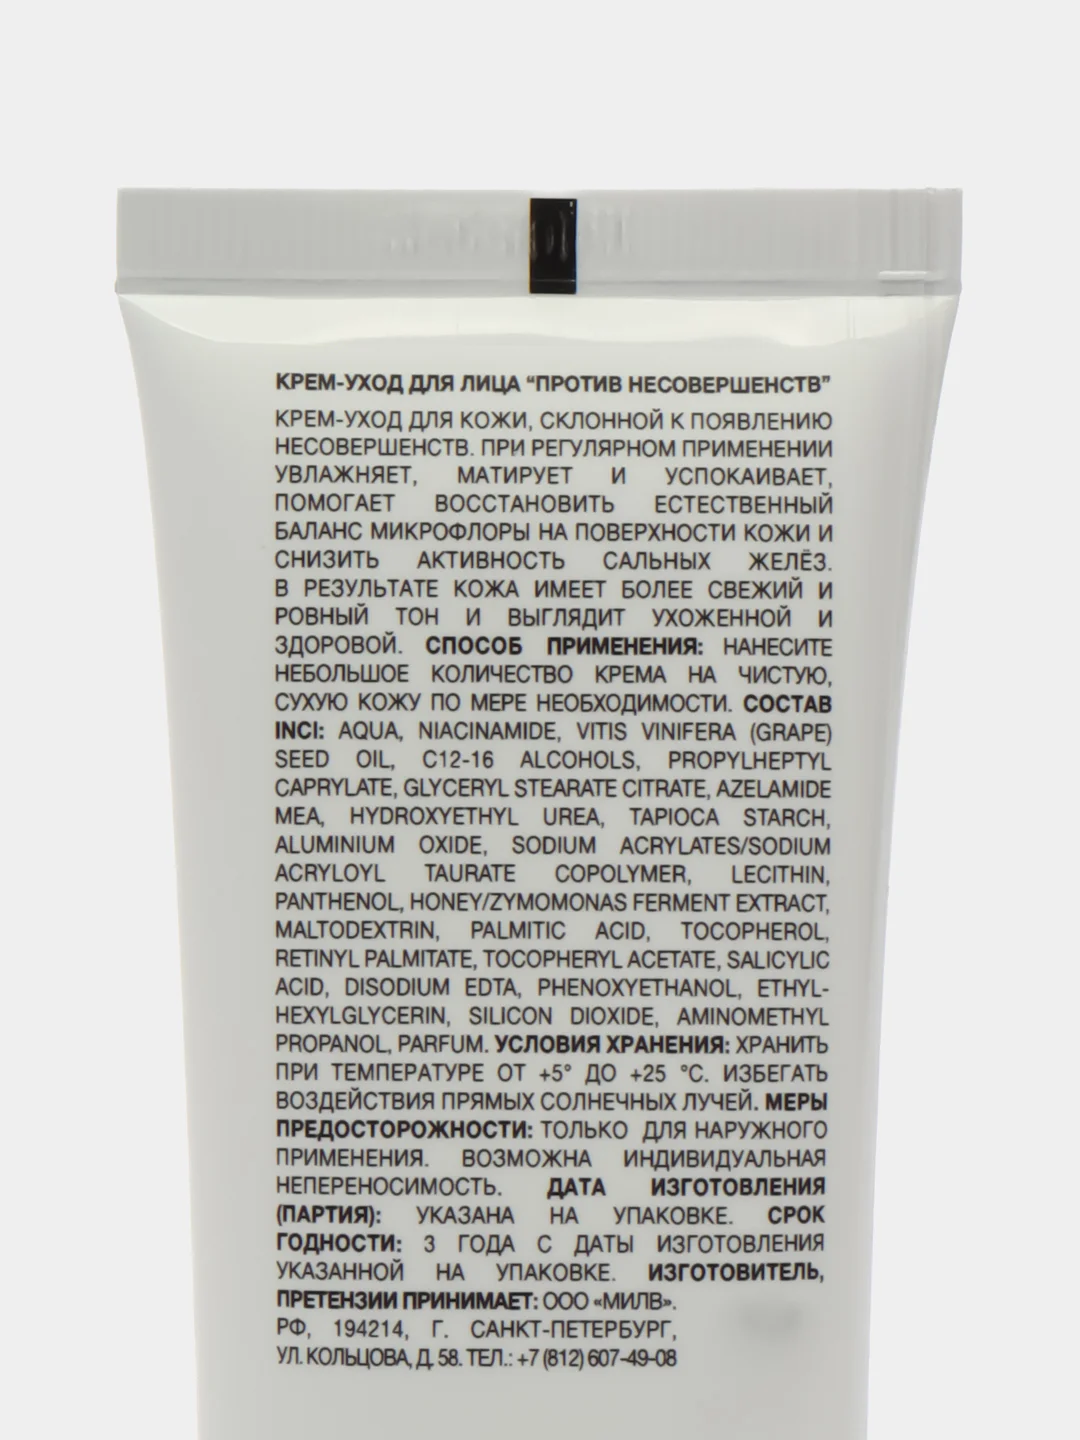 КРЕМ-УХОД ДЛЯ ЛИЦА “ПРОТИВ НЕСОВЕРШЕНСТВ”
КРЕМ-УХОД ДЛЯ КОЖИ, СКЛОННОЙ К ПОЯВЛЕНИЮ
НЕСОВЕРШЕНСТВ. ПРИ РЕГУЛЯРНОМ ПРИМЕНЕНИИ
УВЛАЖНЯЕТ, МАТИРУЕТ И УСПОКАИВАЕТ,
ПОМОГАЕТ ВОССТАНОВИТЬ ЕСТЕСТВЕННЫЙ
БАЛАНС МИКРОФЛОРЫ НА ПОВЕРХНОСТИ КОЖИ И
СНИЗИТЬ АКТИВНОСТЬ САЛЬНЫХ ЖЕЛЁЗ.
В РЕЗУЛЬТАТЕ КОЖА ИМЕЕТ БОЛЕЕ СВЕЖИЙ И
РОВНЫЙ ТОН И ВЫГЛЯДИТ УХОЖЕННОЙ И
ЗДОРОВОЙ. СПОСОБ ПРИМЕНЕНИЯ: НАНЕСИТЕ
НЕБОЛЬШОЕ КОЛИЧЕСТВО КРЕМА НА ЧИСТУЮ,
СУХУЮ КОЖУ ПО МЕРЕ НЕОБХОДИМОСТИ. СОСТАВ
INCI: AQUA, NIACINAMIDE, VITIS VINIFERA (GRAPE)
SEED OIL, C12-16 ALCOHOLS, PROPYLHEPTYL
CAPRYLATE, GLYCERYL STEARATE CITRATE, AZELAMIDE
MEA, HYDROXYETHYL UREA, TAPIOCA STARCH,
ALUMINIUM OXIDE, SODIUM ACRYLATES/SODIUM
ACRYLOYL TAURATE COPOLYMER, LECITHIN,
PANTHENOL, HONEY/ZYMOMONAS FERMENT EXTRACT,
MALTODEXTRIN, PALMITIC ACID, TOCOPHEROL,
RETINYL PALMITATE, TOCOPHERYL ACETATE, SALICYLIC
ACID, DISODIUM EDTA, PHENOXYETHANOL, ETHYL-
HEXYLGLYCERIN, SILICON DIOXIDE, AMINOMETHYL
PROPANOL, PARFUM. УСЛОВИЯ ХРАНЕНИЯ: ХРАНИТЬ
ПРИ ТЕМПЕРАТУРЕ ОТ +5° ДО +25 °C. ИЗБЕГАТЬ
ВОЗДЕЙСТВИЯ ПРЯМЫХ СОЛНЕЧНЫХ ЛУЧЕЙ. МЕРЫ
ПРЕДОСТОРОЖНОСТИ: ТОЛЬКО ДЛЯ НАРУЖНОГО
ПРИМЕНЕНИЯ. ВОЗМОЖНА ИНДИВИДУАЛЬНАЯ
НЕПЕРЕНОСИМОСТЬ. ДАТА ИЗГОТОВЛЕНИЯ
(ПАРТИЯ): УКАЗАНА НА УПАКОВКЕ. СРОК
ГОДНОСТИ: 3 ГОДА С ДАТЫ ИЗГОТОВЛЕНИЯ
УКАЗАННОЙ НА УПАКОВКЕ. ИЗГОТОВИТЕЛЬ,
ПРЕТЕНЗИИ ПРИНИМАЕТ: ООО «МИЛВ».
РФ, 194214, Г. САНКТ-ПЕТЕРБУРГ,
УЛ. КОЛЬЦОВА, Д. 58. ТЕЛ.: +7 (812) 607-49-08